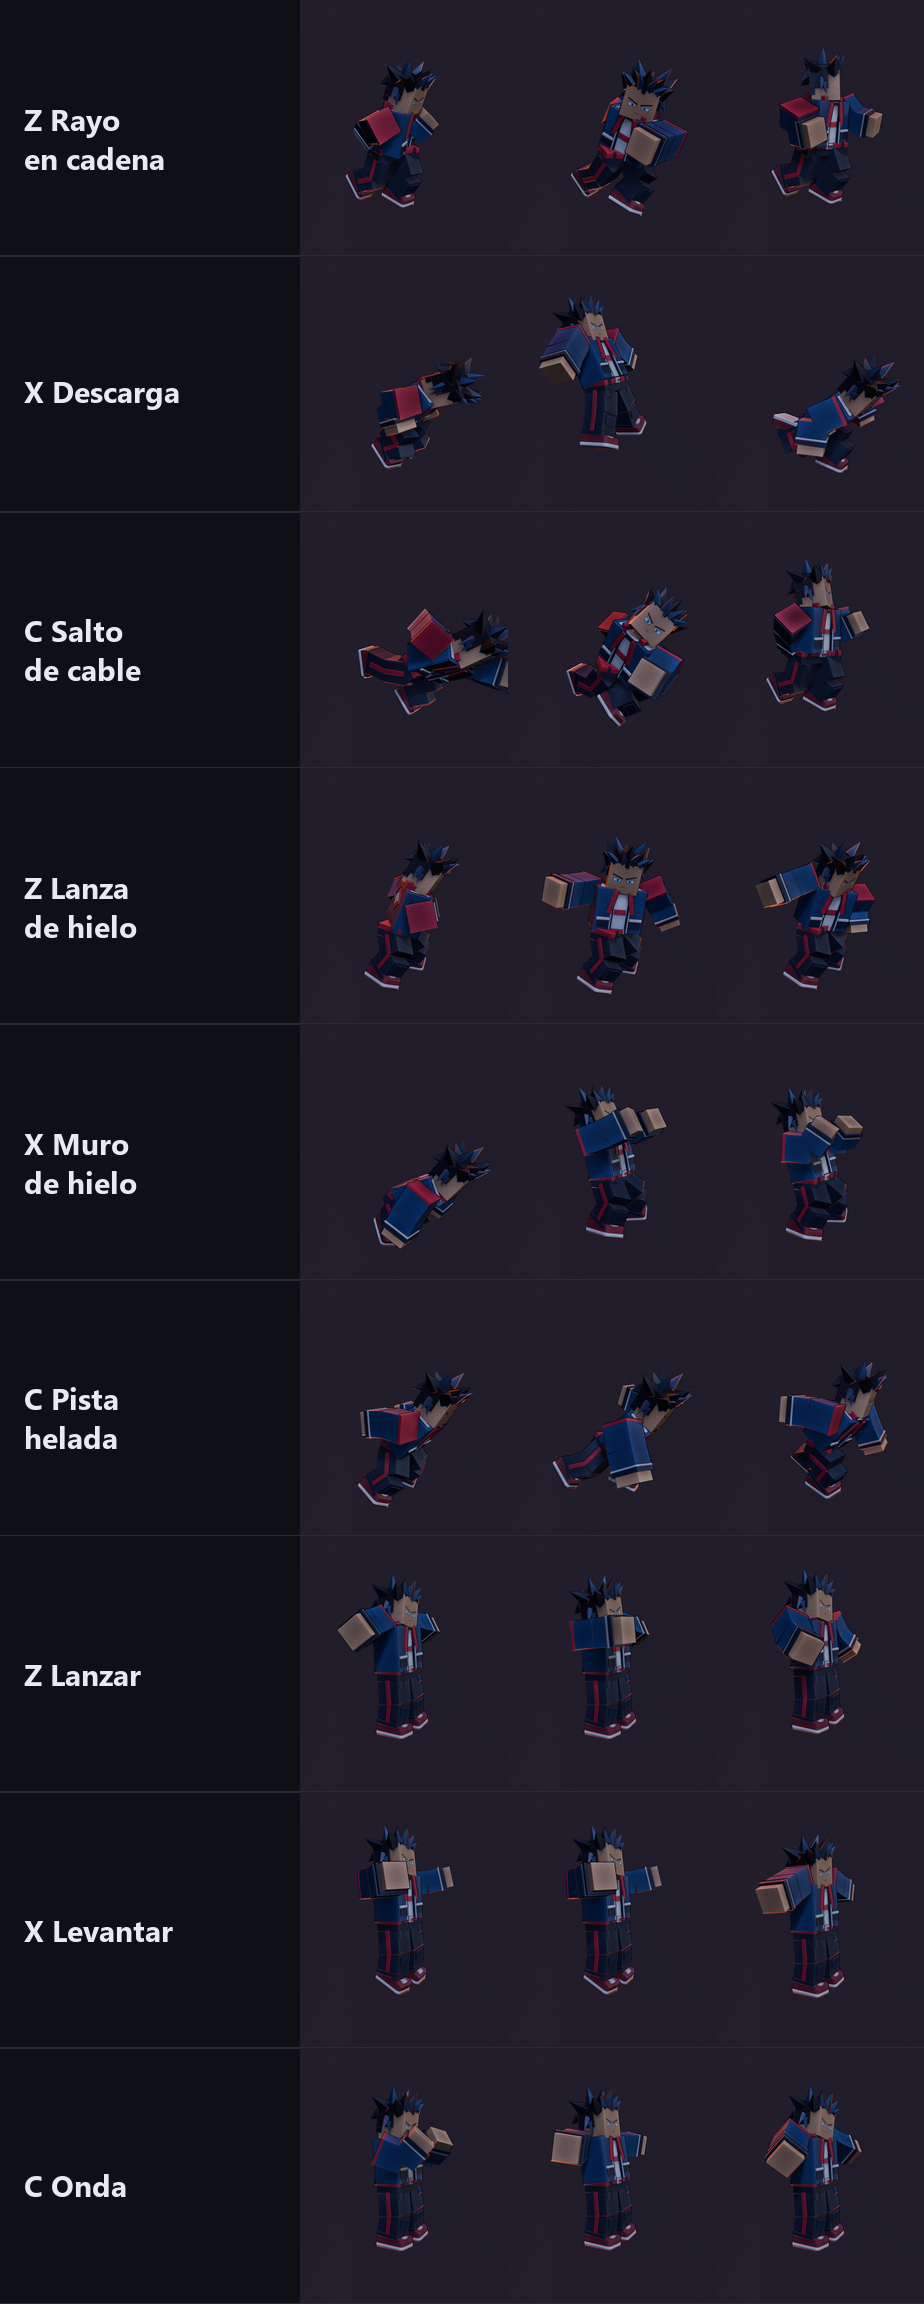 Z Rayo
en cadena
X Descarga
C Salto
de cable
Z Lanza
de hielo
X Muro
de hielo
C Pista
helada
Z Lanzar
X Levantar
C Onda